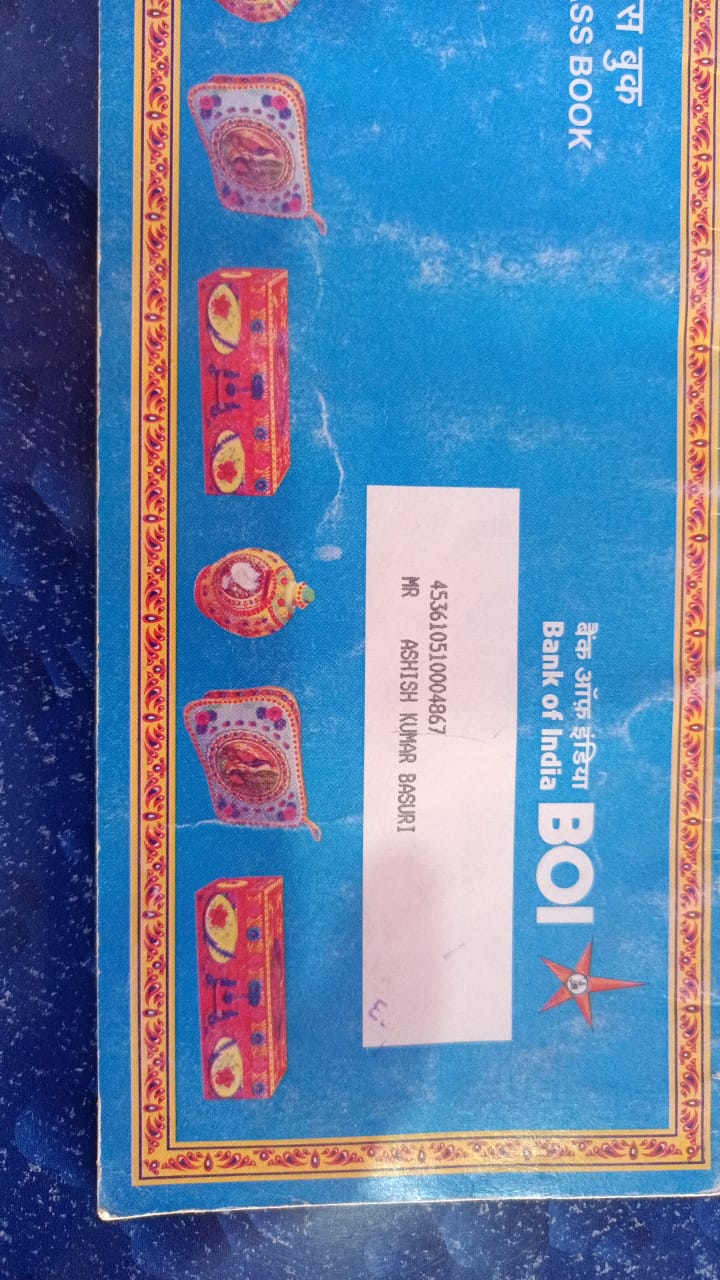 स बुक
SS BOOK
बैंक ऑफ़ इंडिया
Bank of India
BOI
453610510004867
MR ASHISH KUMAR BASURI